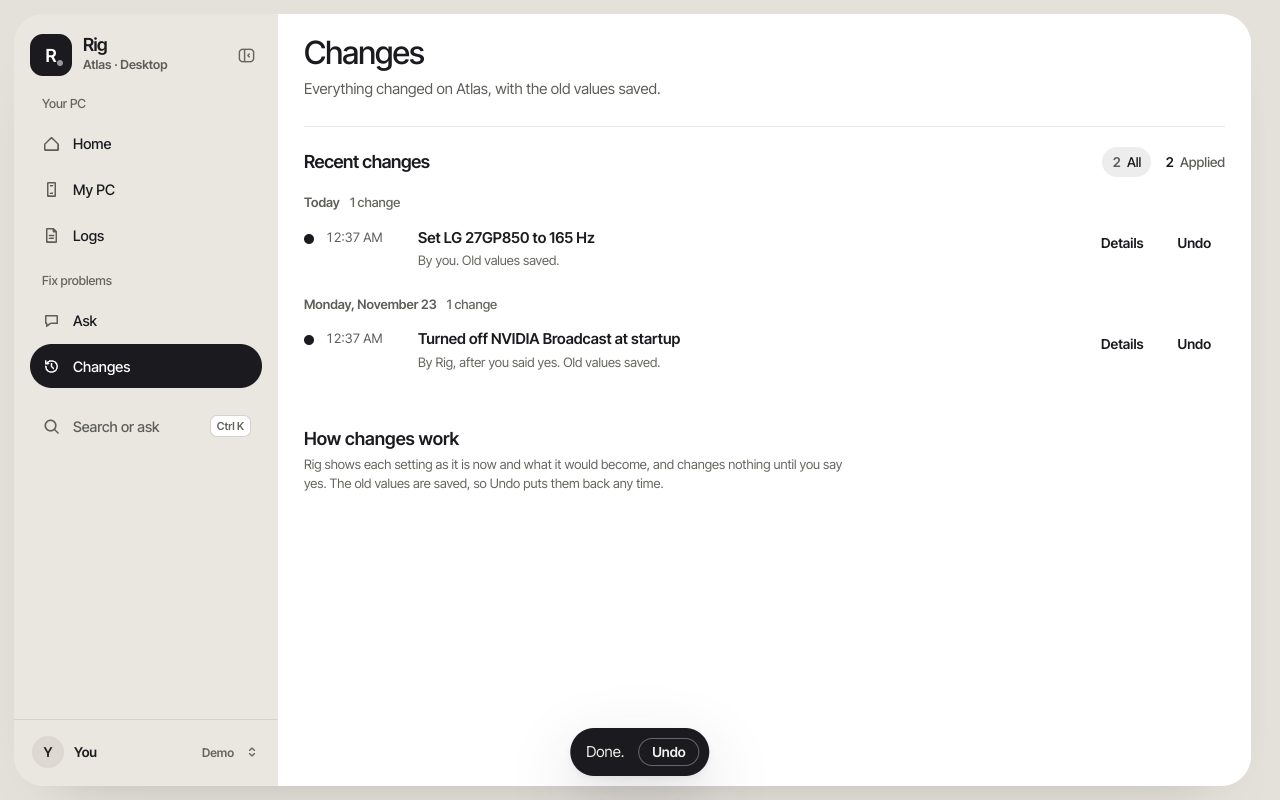 R.
Rig
Atlas · Desktop
Your PC
Home
My PC
Logs
Fix problems
Ask
Changes
Search or ask
Ctrl K
Y
You
Demo
Changes
Everything changed on Atlas, with the old values saved.
Recent changes
2 All
2 Applied
Today 1 change
12:37 AM
Set LG 27GP850 to 165 Hz
By you. Old values saved.
Details
Undo
Monday, November 23 1 change
12:37 AM
Turned off NVIDIA Broadcast at startup
By Rig, after you said yes. Old values saved.
Details
Undo
How changes work
Rig shows each setting as it is now and what it would become, and changes nothing until you say
yes. The old values are saved, so Undo puts them back any time.
Done.
Undo